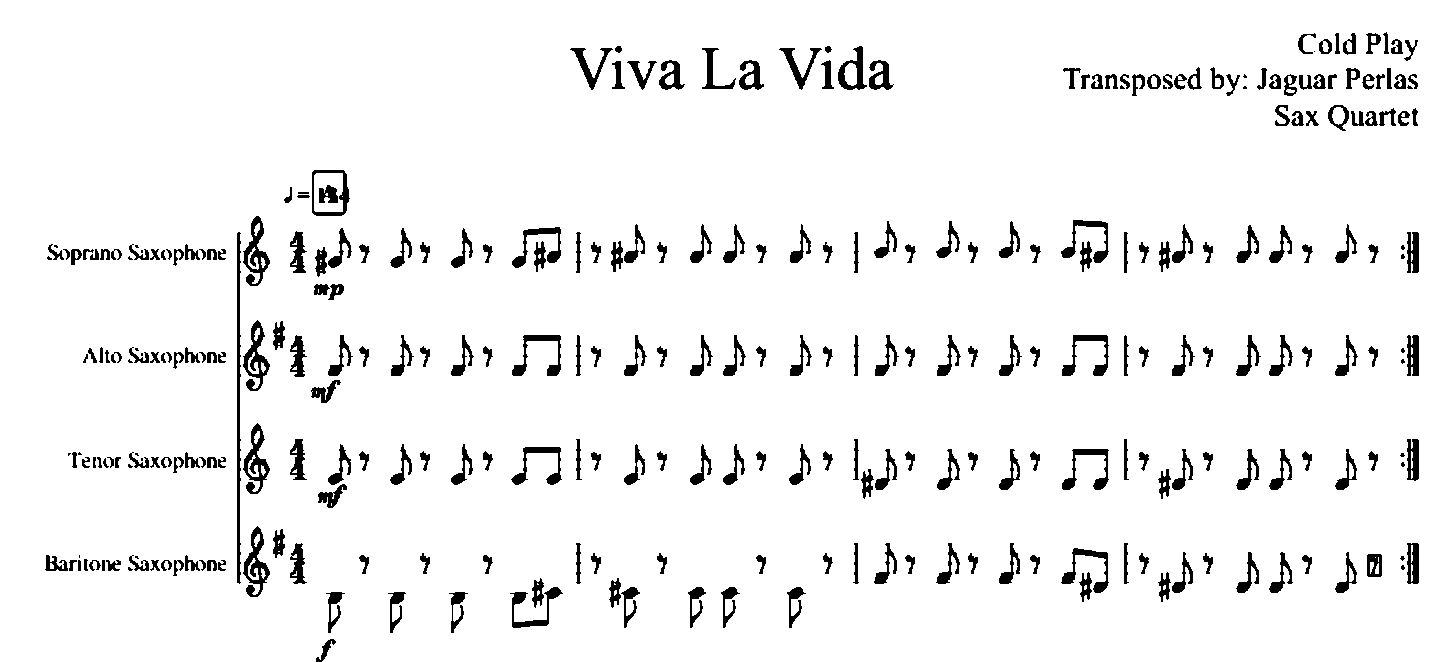 Viva La Vida
Cold Play
Transposed by: Jaguar Perlas
Sax Quartet
Soprano Saxophone
mp
Alto Saxophone
mf
Tenor Saxophone
mf
Baritone Saxophone
f